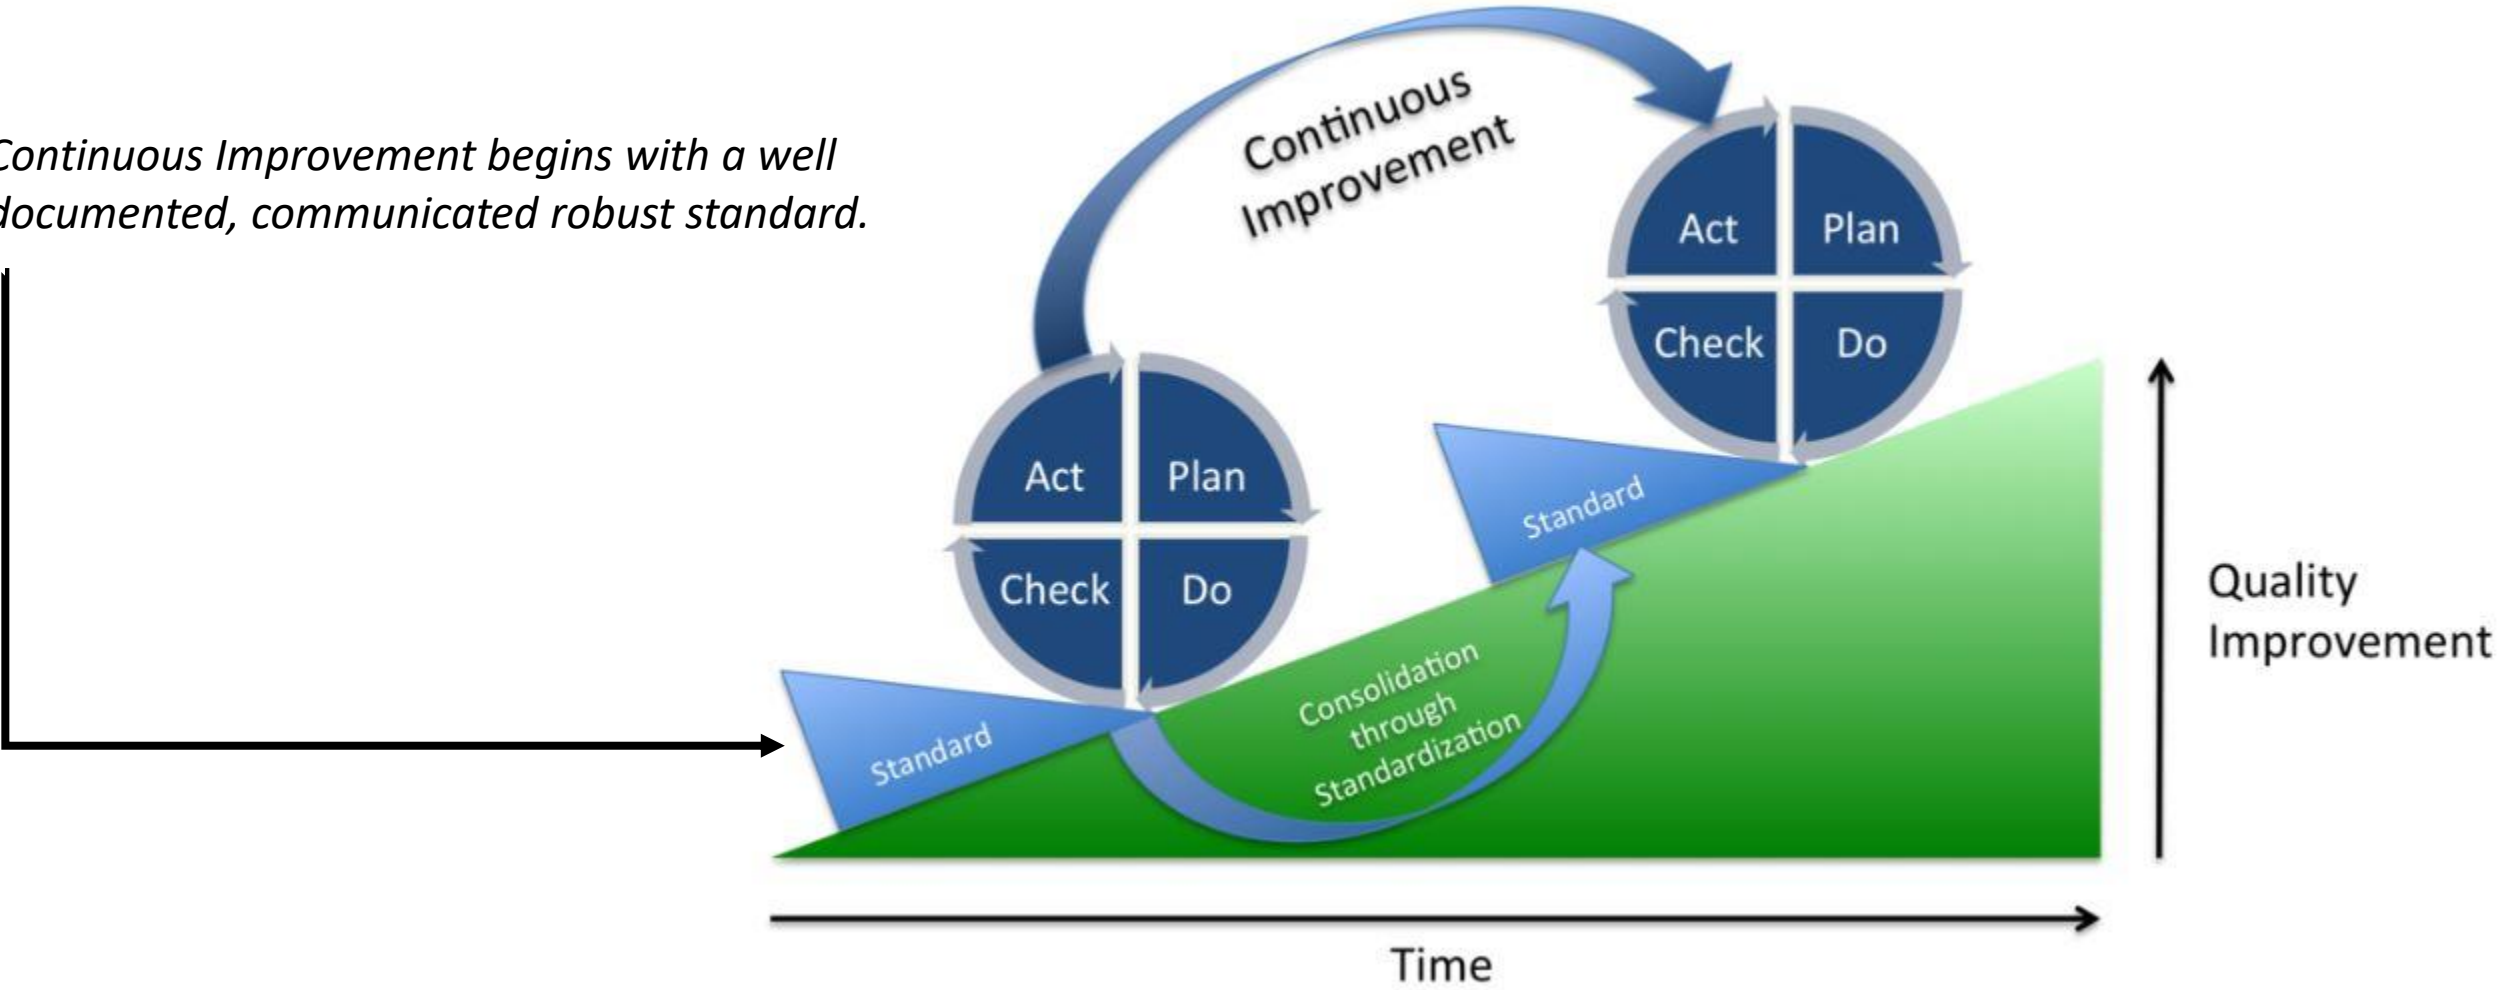 Continuous Improvement begins with a well
documented, communicated robust standard.
Continuous
Improvement
Act
Plan
Check
Do
Act
Plan
Check
Do
Standard
Standard
Consolidation
through
Standardization
Quality
Improvement
Time